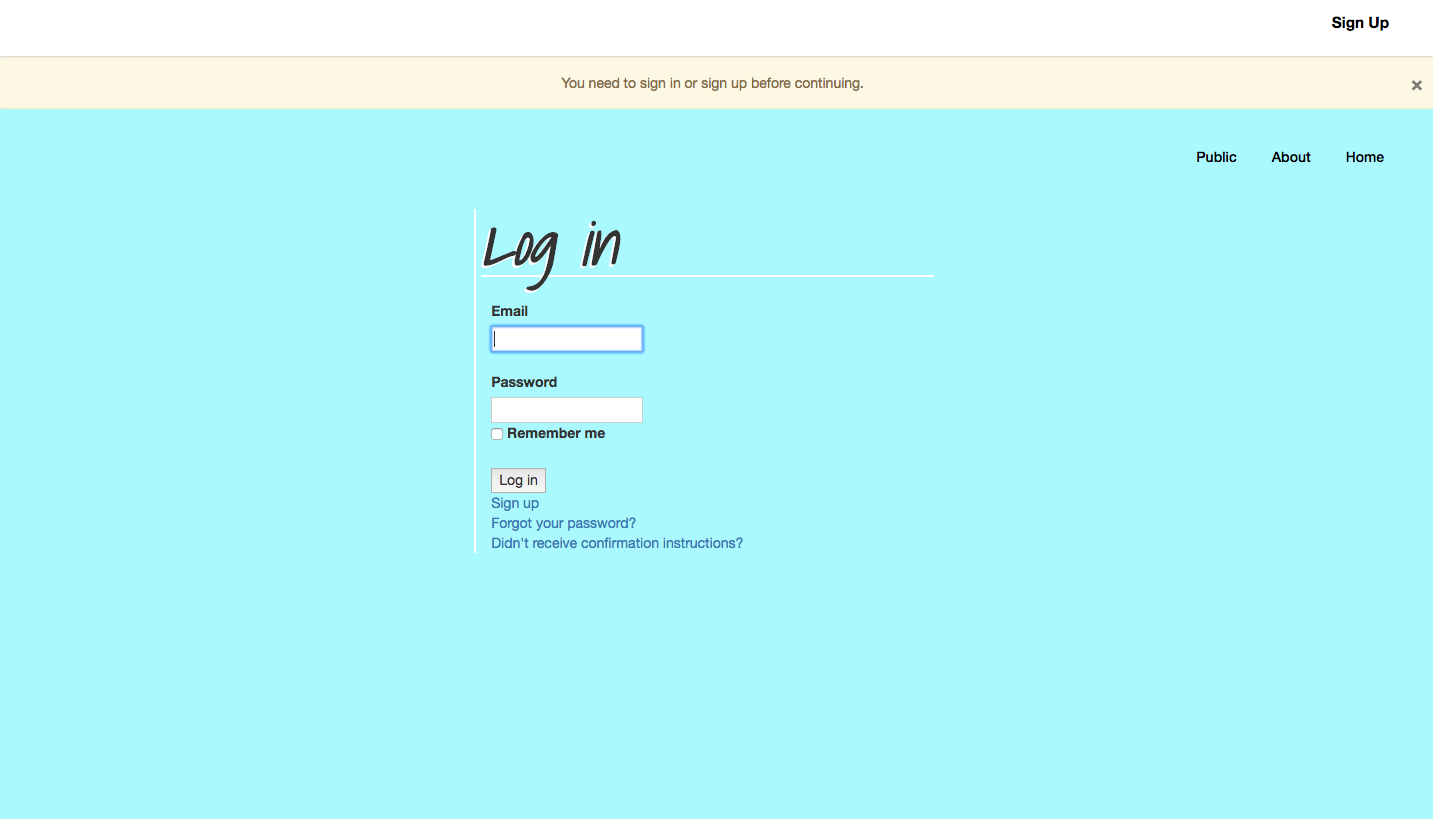 Sign Up
You need to sign in or sign up before continuing.
×
Public About Home
Log in
Email
Password
Remember me
Log in
Sign up
Forgot your password?
Didn't receive confirmation instructions?